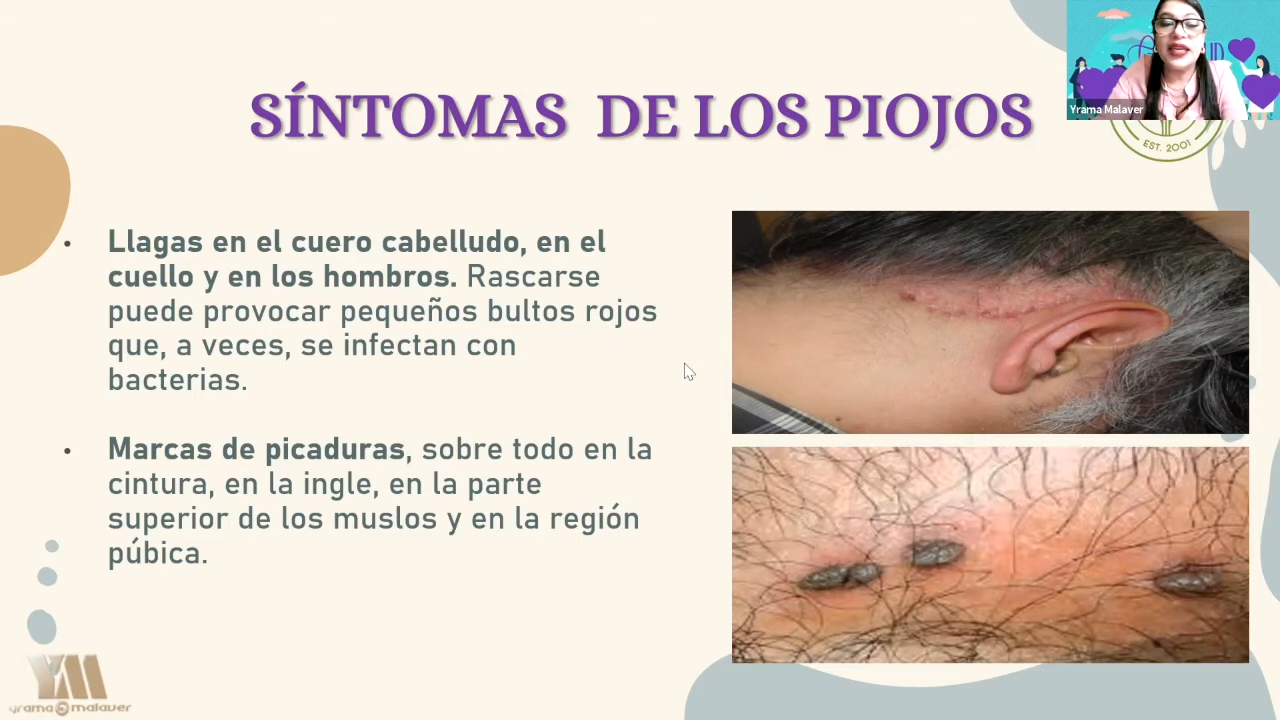 SÍNTOMAS DE LOS PIOJOS
Yrama Malaver
EST. 2001
• Llagas en el cuero cabelludo, en el
cuello y en los hombros. Rascarse
puede provocar pequeños bultos rojos
que, a veces, se infectan con
bacterias.
• Marcas de picaduras, sobre todo en la
cintura, en la ingle, en la parte
superior de los muslos y en la región
púbica.
YM
yrama malaver